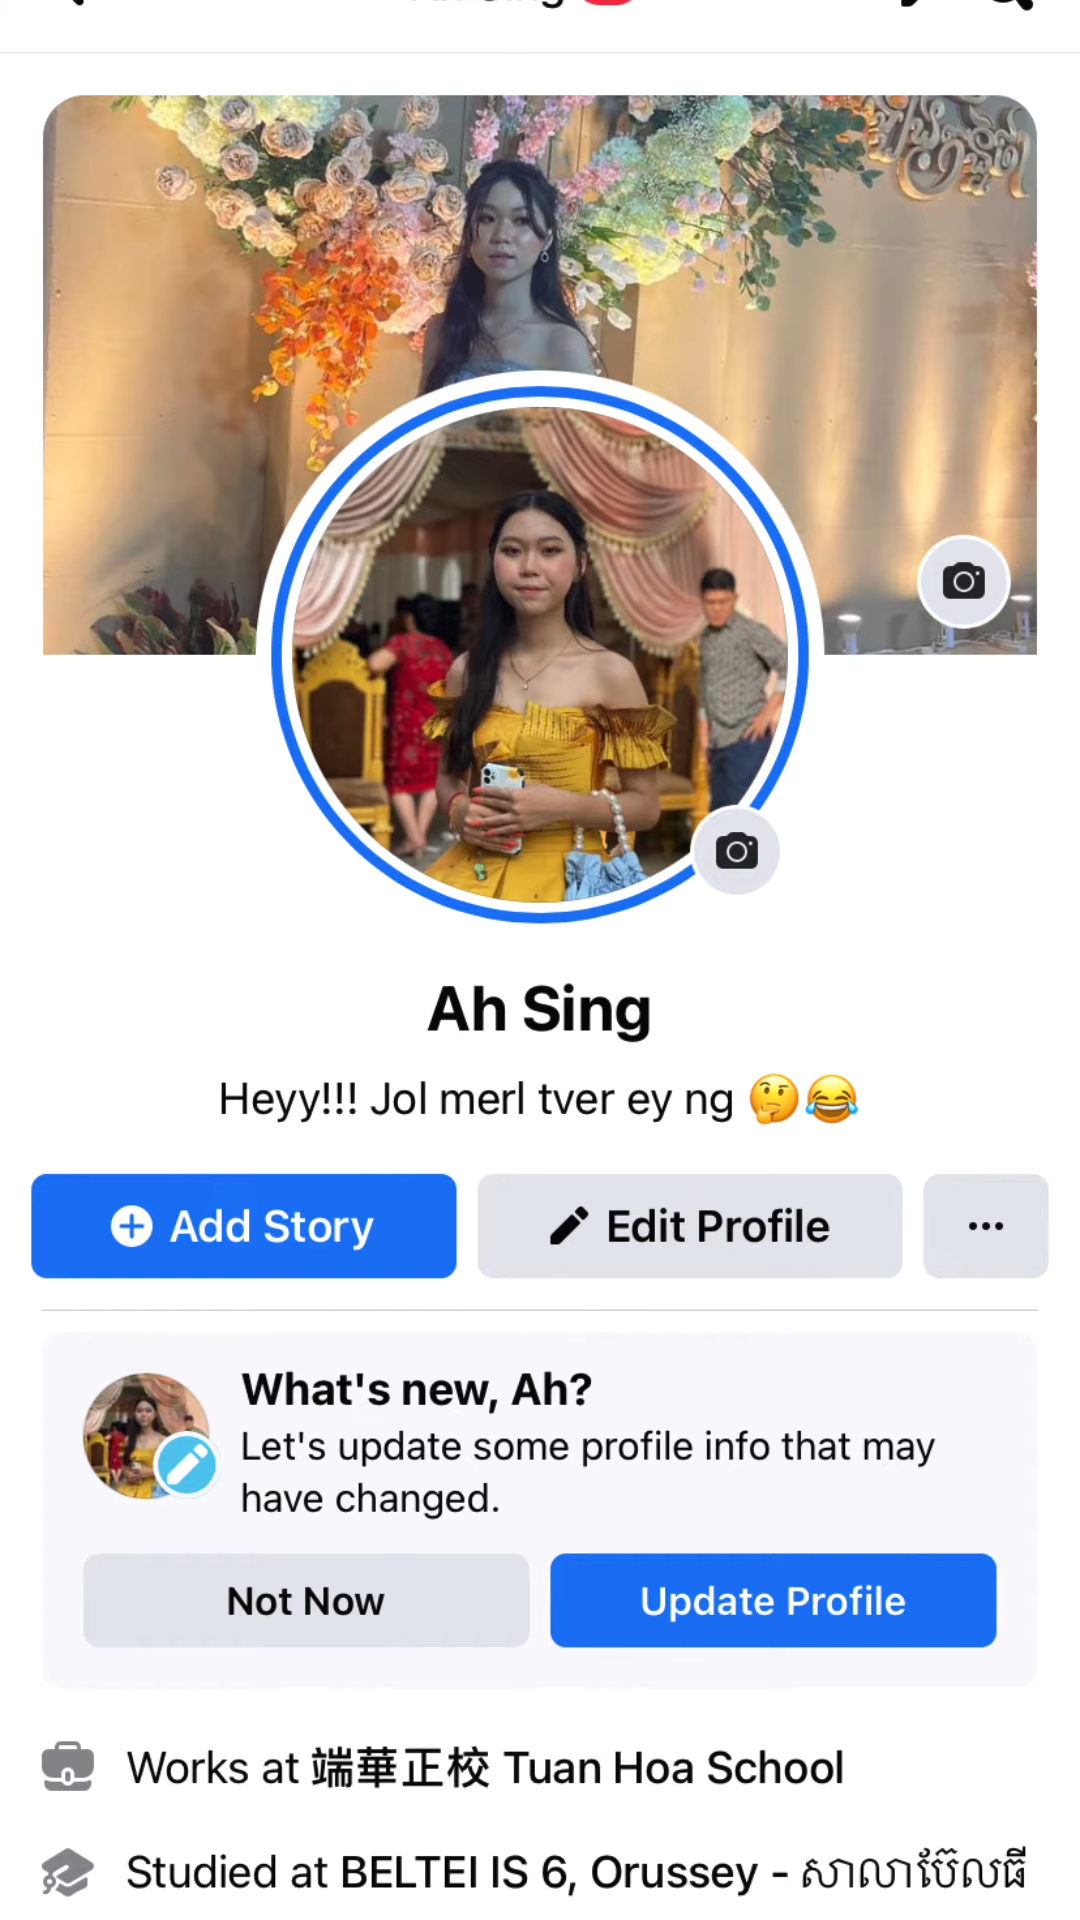 Ah Sing
Heyy!!! Jol merl tver ey ng 🤔😂
Add Story
Edit Profile
What's new, Ah?
Let's update some profile info that may
have changed.
Not Now
Update Profile
Works at 端華正校 Tuan Hoa School
Studied at BELTEI IS 6, Orussey - សាលាប៊ែលធី